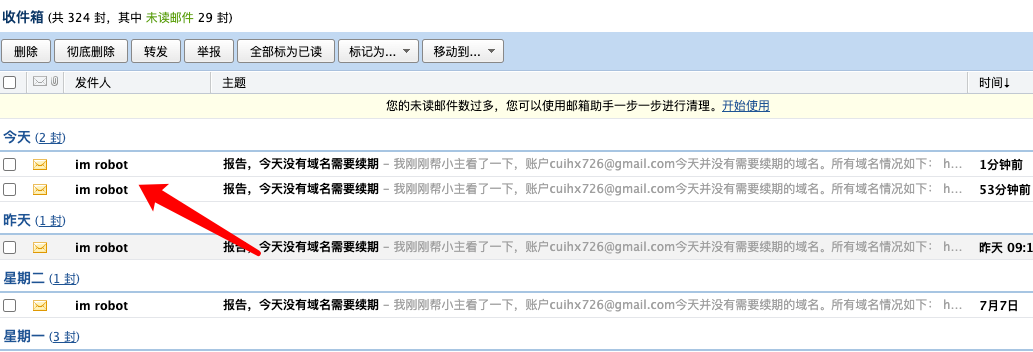 收件箱 (共 324 封，其中 未读邮件 29 封)
删除 彻底删除 转发 举报 全部标为已读 标记为... 移动到...
发件人 主题 时间↓
您的未读邮件数过多，您可以使用邮箱助手一步一步进行清理。开始使用
今天 (2 封)
im robot 报告，今天没有域名需要续期 – 我刚刚帮小主看了一下，账户cuihx726@gmail.com今天并没有需要续期的域名。所有域名情况如下： h... 1分钟前
im robot 报告，今天没有域名需要续期 – 我刚刚帮小主看了一下，账户cuihx726@gmail.com今天并没有需要续期的域名。所有域名情况如下： h... 53分钟前
昨天 (1 封)
im robot 报告，今天没有域名需要续期 – 我刚刚帮小主看了一下，账户cuihx726@gmail.com今天并没有需要续期的域名。所有域名情况如下： h... 昨天 09:1
星期二 (1 封)
im robot 报告，今天没有域名需要续期 – 我刚刚帮小主看了一下，账户cuihx726@gmail.com今天并没有需要续期的域名。所有域名情况如下： h... 7月7日
星期一 (3 封)